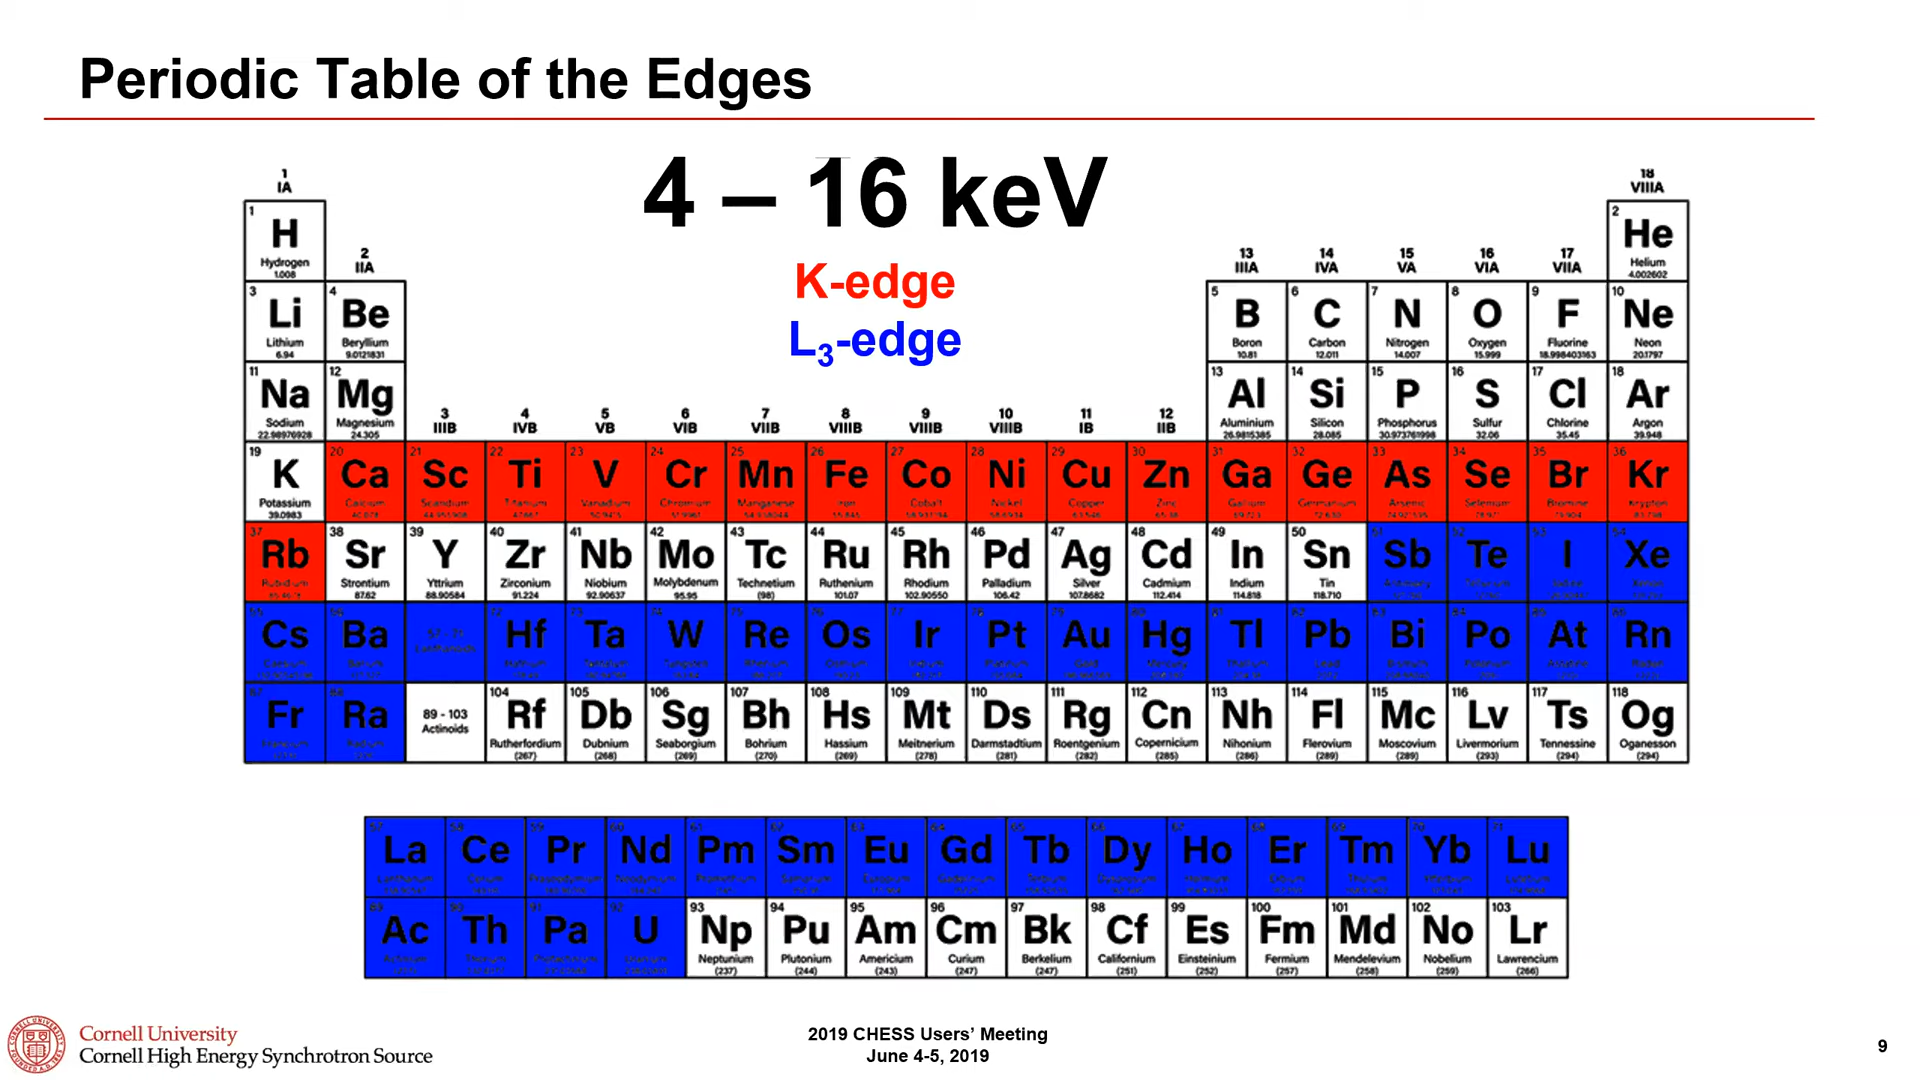 Periodic Table of the Edges
4 – 16 keV
K-edge
L3-edge
1 18
IA VIIIA
1 2
H He
Hydrogen Helium
1.008 4.002602
2 13 14 15 16 17
IIA IIIA IVA VA VIA VIIA
3 4 5 6 7 8 9 10
Li Be B C N O F Ne
Lithium Beryllium Boron Carbon Nitrogen Oxygen Fluorine Neon
6.94 9.0121831 10.81 12.011 14.007 15.999 18.998403163 20.1797
11 12 13 14 15 16 17 18
Na Mg Al Si P S Cl Ar
Sodium Magnesium Aluminium Silicon Phosphorus Sulfur Chlorine Argon
22.98976928 24.305 26.9815385 28.085 30.973761998 32.06 35.45 39.948
3 4 5 6 7 8 9 10 11 12
IIIB IVB VB VIB VIIB VIIIB VIIIB VIIIB IB IIB
19 20 21 22 23 24 25 26 27 28 29 30 31 32 33 34 35 36
K Ca Sc Ti V Cr Mn Fe Co Ni Cu Zn Ga Ge As Se Br Kr
Potassium Calcium Scandium Vanadium Chromium Manganese Cobalt Nickel Copper Zinc Gallium Germanium Arsenic Selenium Bromine Krypton
39.0983
37 38 39 40 41 42 43 44 45 46 47 48 49 50
Rb Sr Y Zr Nb Mo Tc Ru Rh Pd Ag Cd In Sn Sb Te I Xe
Rubidium Strontium Yttrium Zirconium Niobium Molybdenum Technetium Ruthenium Rhodium Palladium Silver Cadmium Indium Tin
87.62 88.90584 91.224 92.90637 95.95 (98) 101.07 102.90550 106.42 107.8682 112.414 114.818 118.710
Cs Ba Hf Ta W Re Os Ir Pt Au Hg Tl Pb Bi Po At Rn
104 105 106 107 108 109 110 111 112 113 114 115 116 117 118
Fr Ra 89 - 103 Rf Db Sg Bh Hs Mt Ds Rg Cn Nh Fl Mc Lv Ts Og
Actinoids Rutherfordium Dubnium Seaborgium Bohrium Hassium Meitnerium Darmstadtium Roentgenium Copernicium Nihonium Flerovium Moscovium Livermorium Tennessine Oganesson
(267) (268) (269) (270) (269) (278) (281) (282) (285) (286) (289) (289) (293) (294) (294)
La Ce Pr Nd Pm Sm Eu Gd Tb Dy Ho Er Tm Yb Lu
93 94 95 96 97 98 99 100 101 102 103
Ac Th Pa U Np Pu Am Cm Bk Cf Es Fm Md No Lr
Neptunium Plutonium Americium Curium Berkelium Californium Einsteinium Fermium Mendelevium Nobelium Lawrencium
(237) (244) (243) (247) (247) (251) (252) (257) (258) (259) (266)
Cornell University
Cornell High Energy Synchrotron Source
2019 CHESS Users’ Meeting
June 4-5, 2019
9